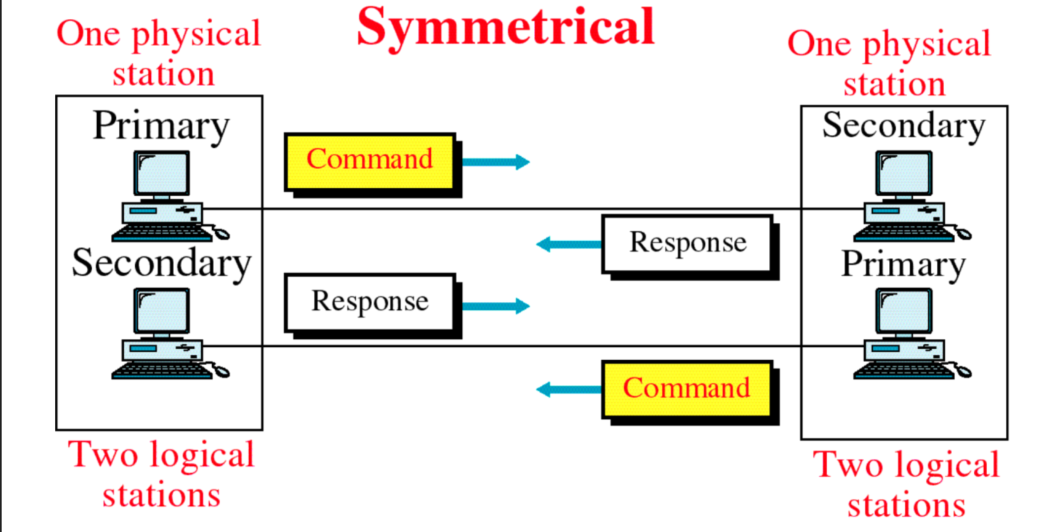 Symmetrical
One physical
station
One physical
station
Primary
Secondary
Command
Response
Secondary
Primary
Response
Command
Two logical
stations
Two logical
stations